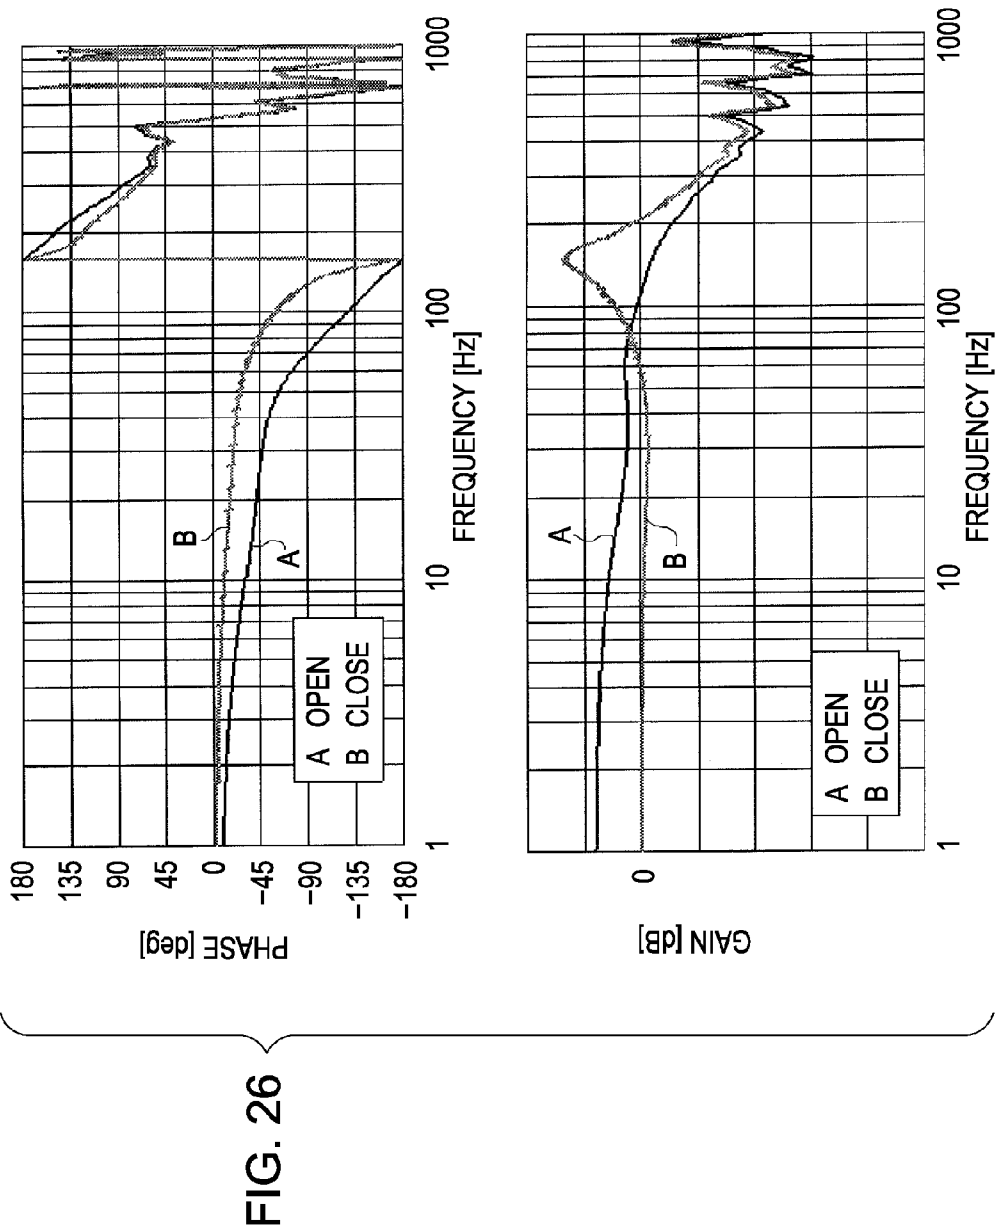 FIG. 26
PHASE [deg]
180
135
90
45
0
−45
−90
−135
−180
B
A
A OPEN
B CLOSE
1
10
100
1000
FREQUENCY [Hz]
GAIN [dB]
0
A
B
A OPEN
B CLOSE
1
10
100
1000
FREQUENCY [Hz]